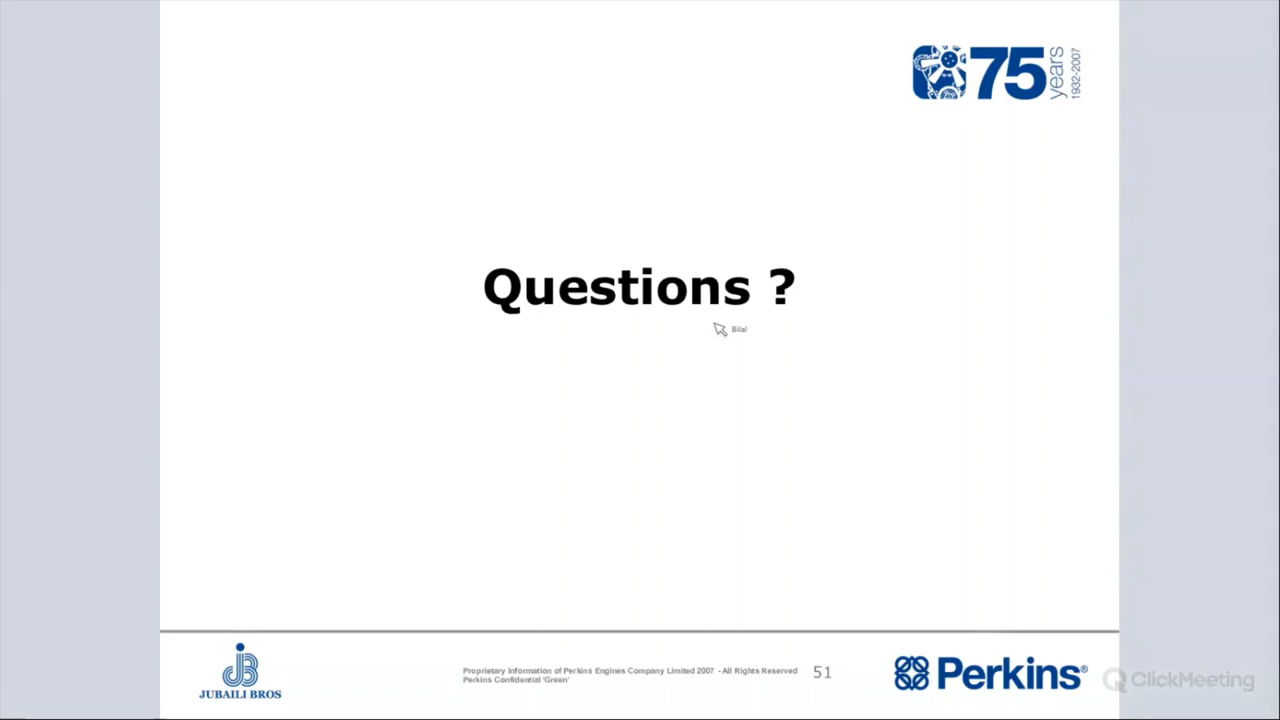 75 years 1932-2007
Questions ?
Bilal
JUBAILI BROS
Proprietary Information of Perkins Engines Company Limited 2007 - All Rights Reserved
Perkins Confidential 'Green'
51
Perkins®
ClickMeeting